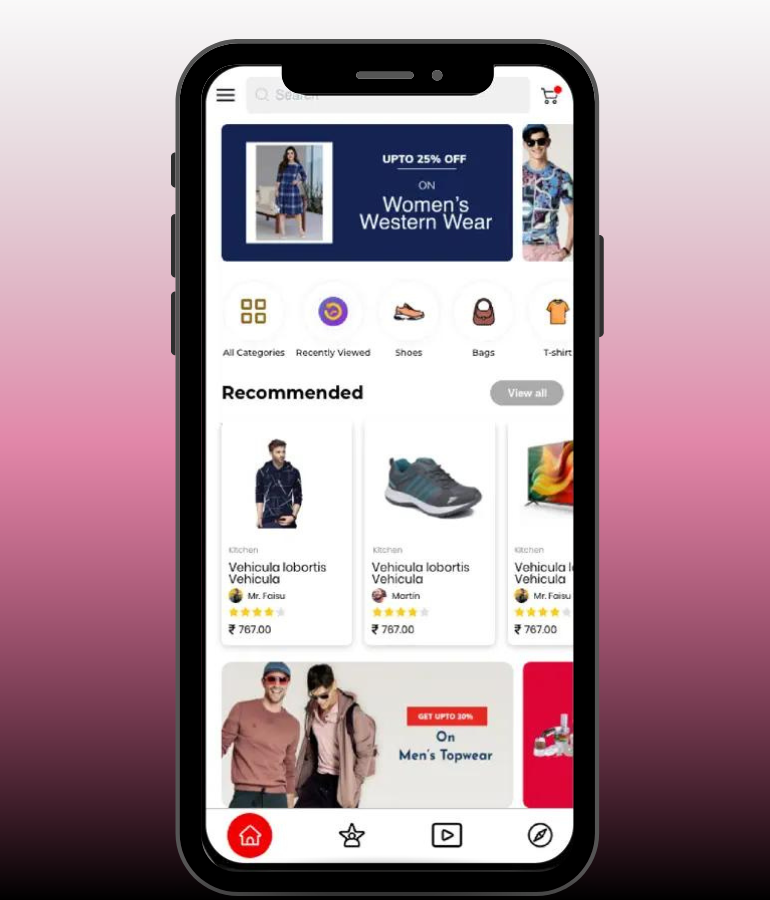 Search
UPTO 25% OFF
ON
Women's
Western Wear
All Categories
Recently Viewed
Shoes
Bags
T-shirt
Recommended
View all
Kitchen
Vehicula lobortis
Vehicula
Mr. Faisu
₹ 767.00
Kitchen
Vehicula lobortis
Vehicula
Martin
₹ 767.00
Kitchen
Vehicula l
Vehicula
Mr. Faisu
₹ 767.00
GET UPTO 30%
On
Men's Topwear